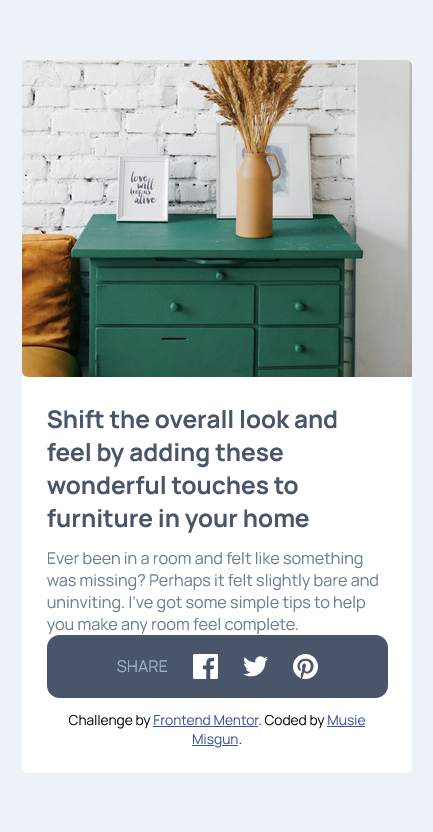 love
will
keep us
alive
Shift the overall look and
feel by adding these
wonderful touches to
furniture in your home
Ever been in a room and felt like something
was missing? Perhaps it felt slightly bare and
uninviting. I've got some simple tips to help
you make any room feel complete.
SHARE
Challenge by Frontend Mentor. Coded by Musie
Misgun.